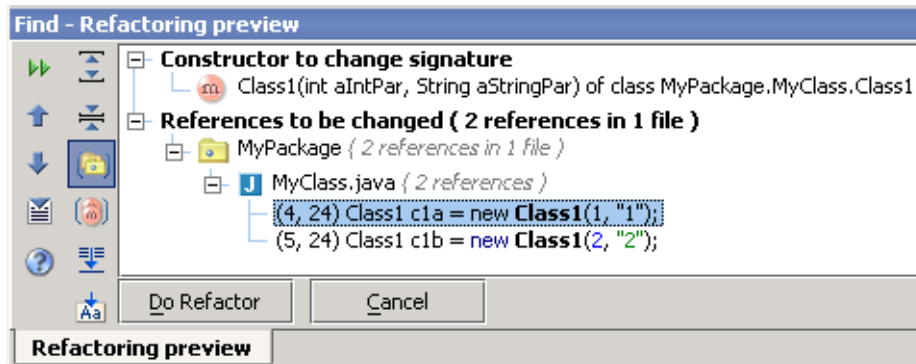 Find - Refactoring preview
Constructor to change signature
m Class1(int aIntPar, String aStringPar) of class MyPackage.MyClass.Class1
References to be changed ( 2 references in 1 file )
MyPackage ( 2 references in 1 file )
J MyClass.java ( 2 references )
(4, 24) Class1 c1a = new Class1(1, "1");
(5, 24) Class1 c1b = new Class1(2, "2");
Do Refactor Cancel
Aa
Refactoring preview